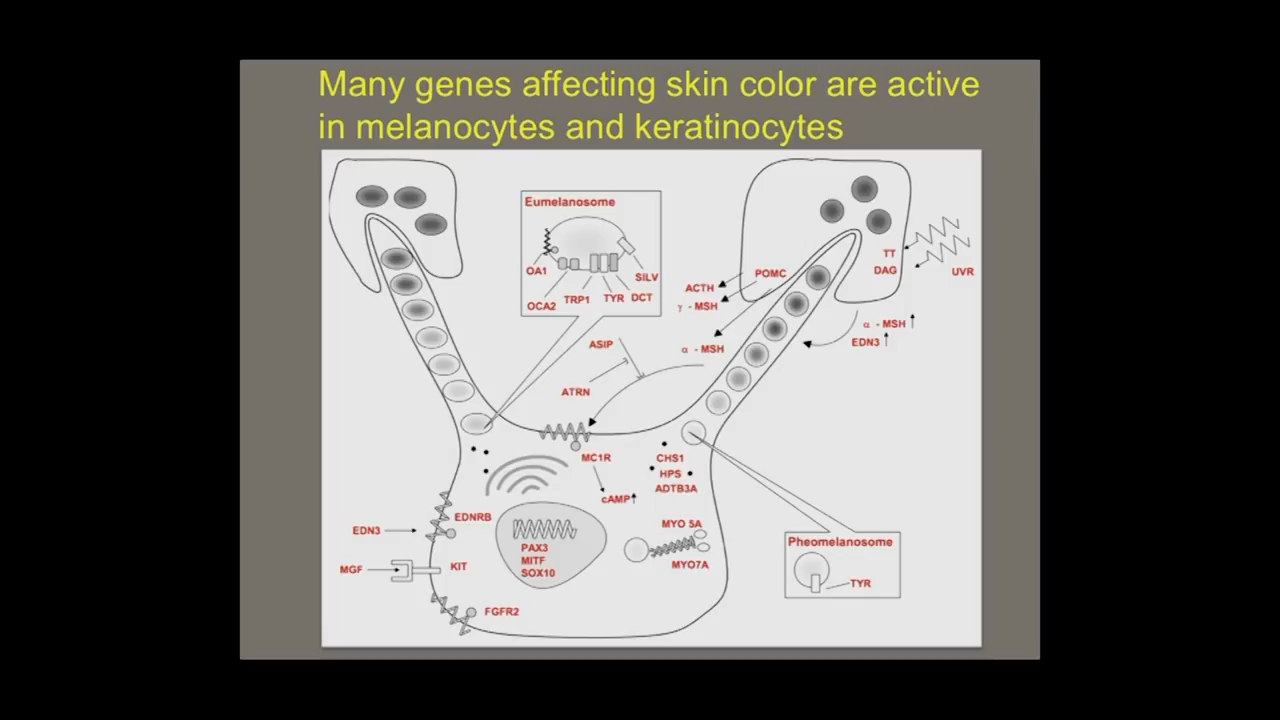 Many genes affecting skin color are active
in melanocytes and keratinocytes
Eumelanosome
OA1
SILV
OCA2
TRP1
TYR
DCT
TT
DAG
UVR
POMC
ACTH
γ - MSH
α - MSH
α - MSH
EDN3
ASIP
ATRN
MC1R
cAMP
CHS1
HPS
ADTB3A
EDN3
EDNRB
MGF
KIT
FGFR2
PAX3
MITF
SOX10
MYO 5A
MYO7A
Pheomelanosome
TYR